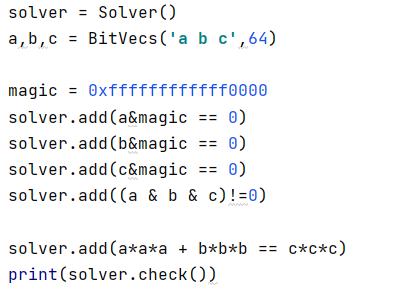 solver = Solver()
a,b,c = BitVecs('a b c',64)
magic = 0xffffffffffff0000
solver.add(a&magic == 0)
solver.add(b&magic == 0)
solver.add(c&magic == 0)
solver.add((a & b & c)!=0)
solver.add(a*a*a + b*b*b == c*c*c)
print(solver.check())